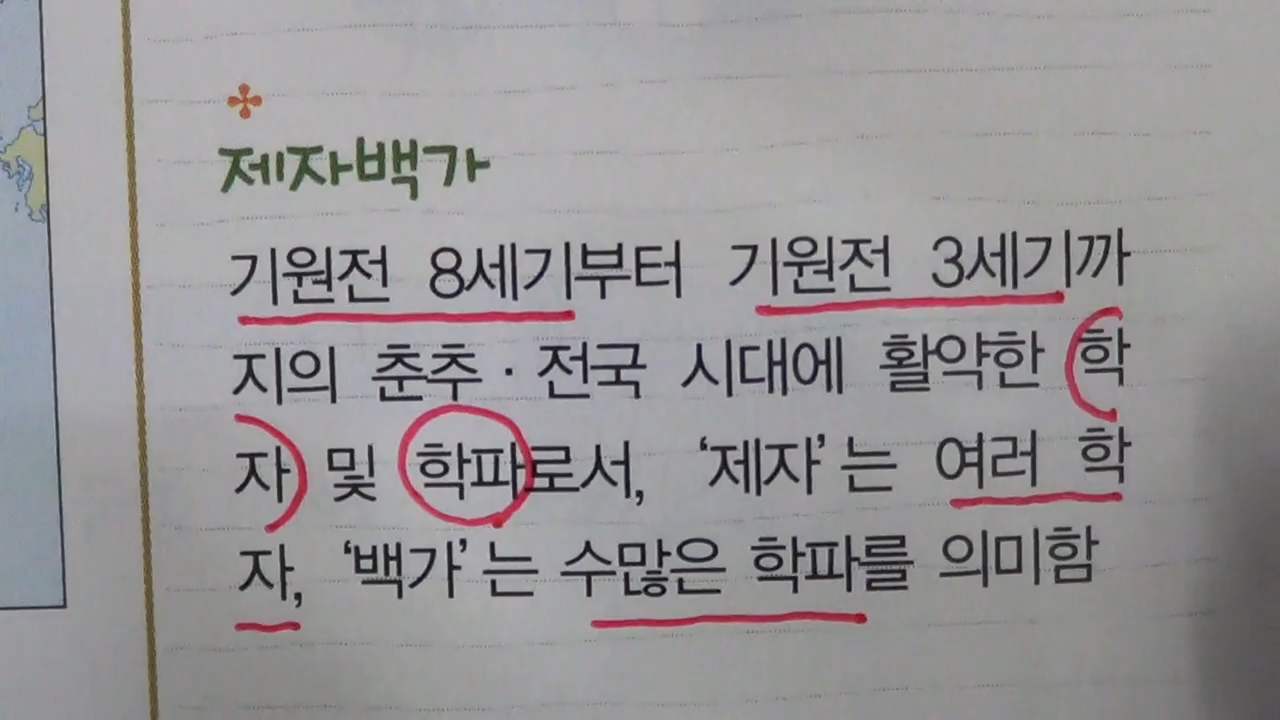 제자백가
기원전 8세기부터 기원전 3세기까
지의 춘추·전국 시대에 활약한 학
자 및 학파로서, ‘제자’는 여러 학
자, ‘백가’는 수많은 학파를 의미함